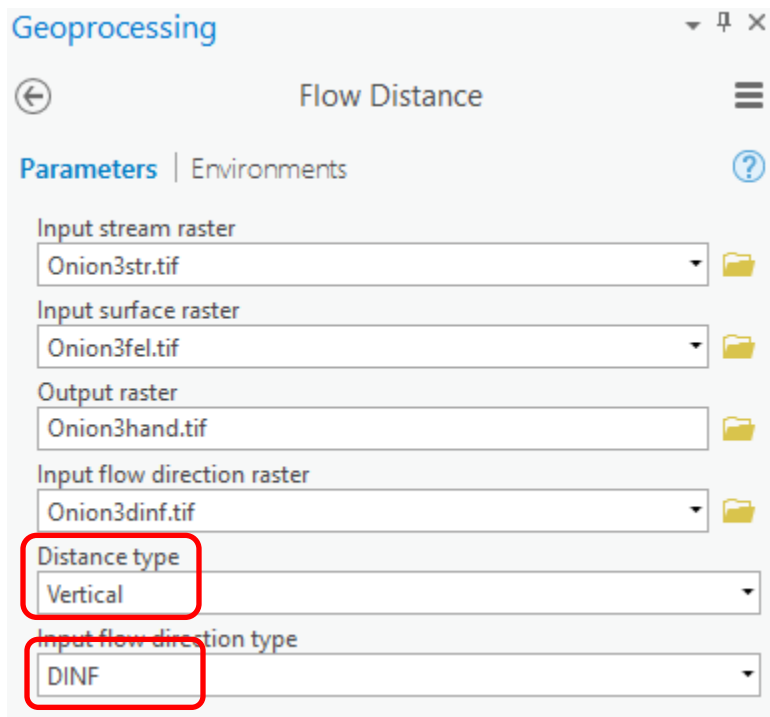 Geoprocessing
Flow Distance
Parameters | Environments
Input stream raster
Onion3str.tif
Input surface raster
Onion3fel.tif
Output raster
Onion3hand.tif
Input flow direction raster
Onion3dinf.tif
Distance type
Vertical
Input flow direction type
DINF